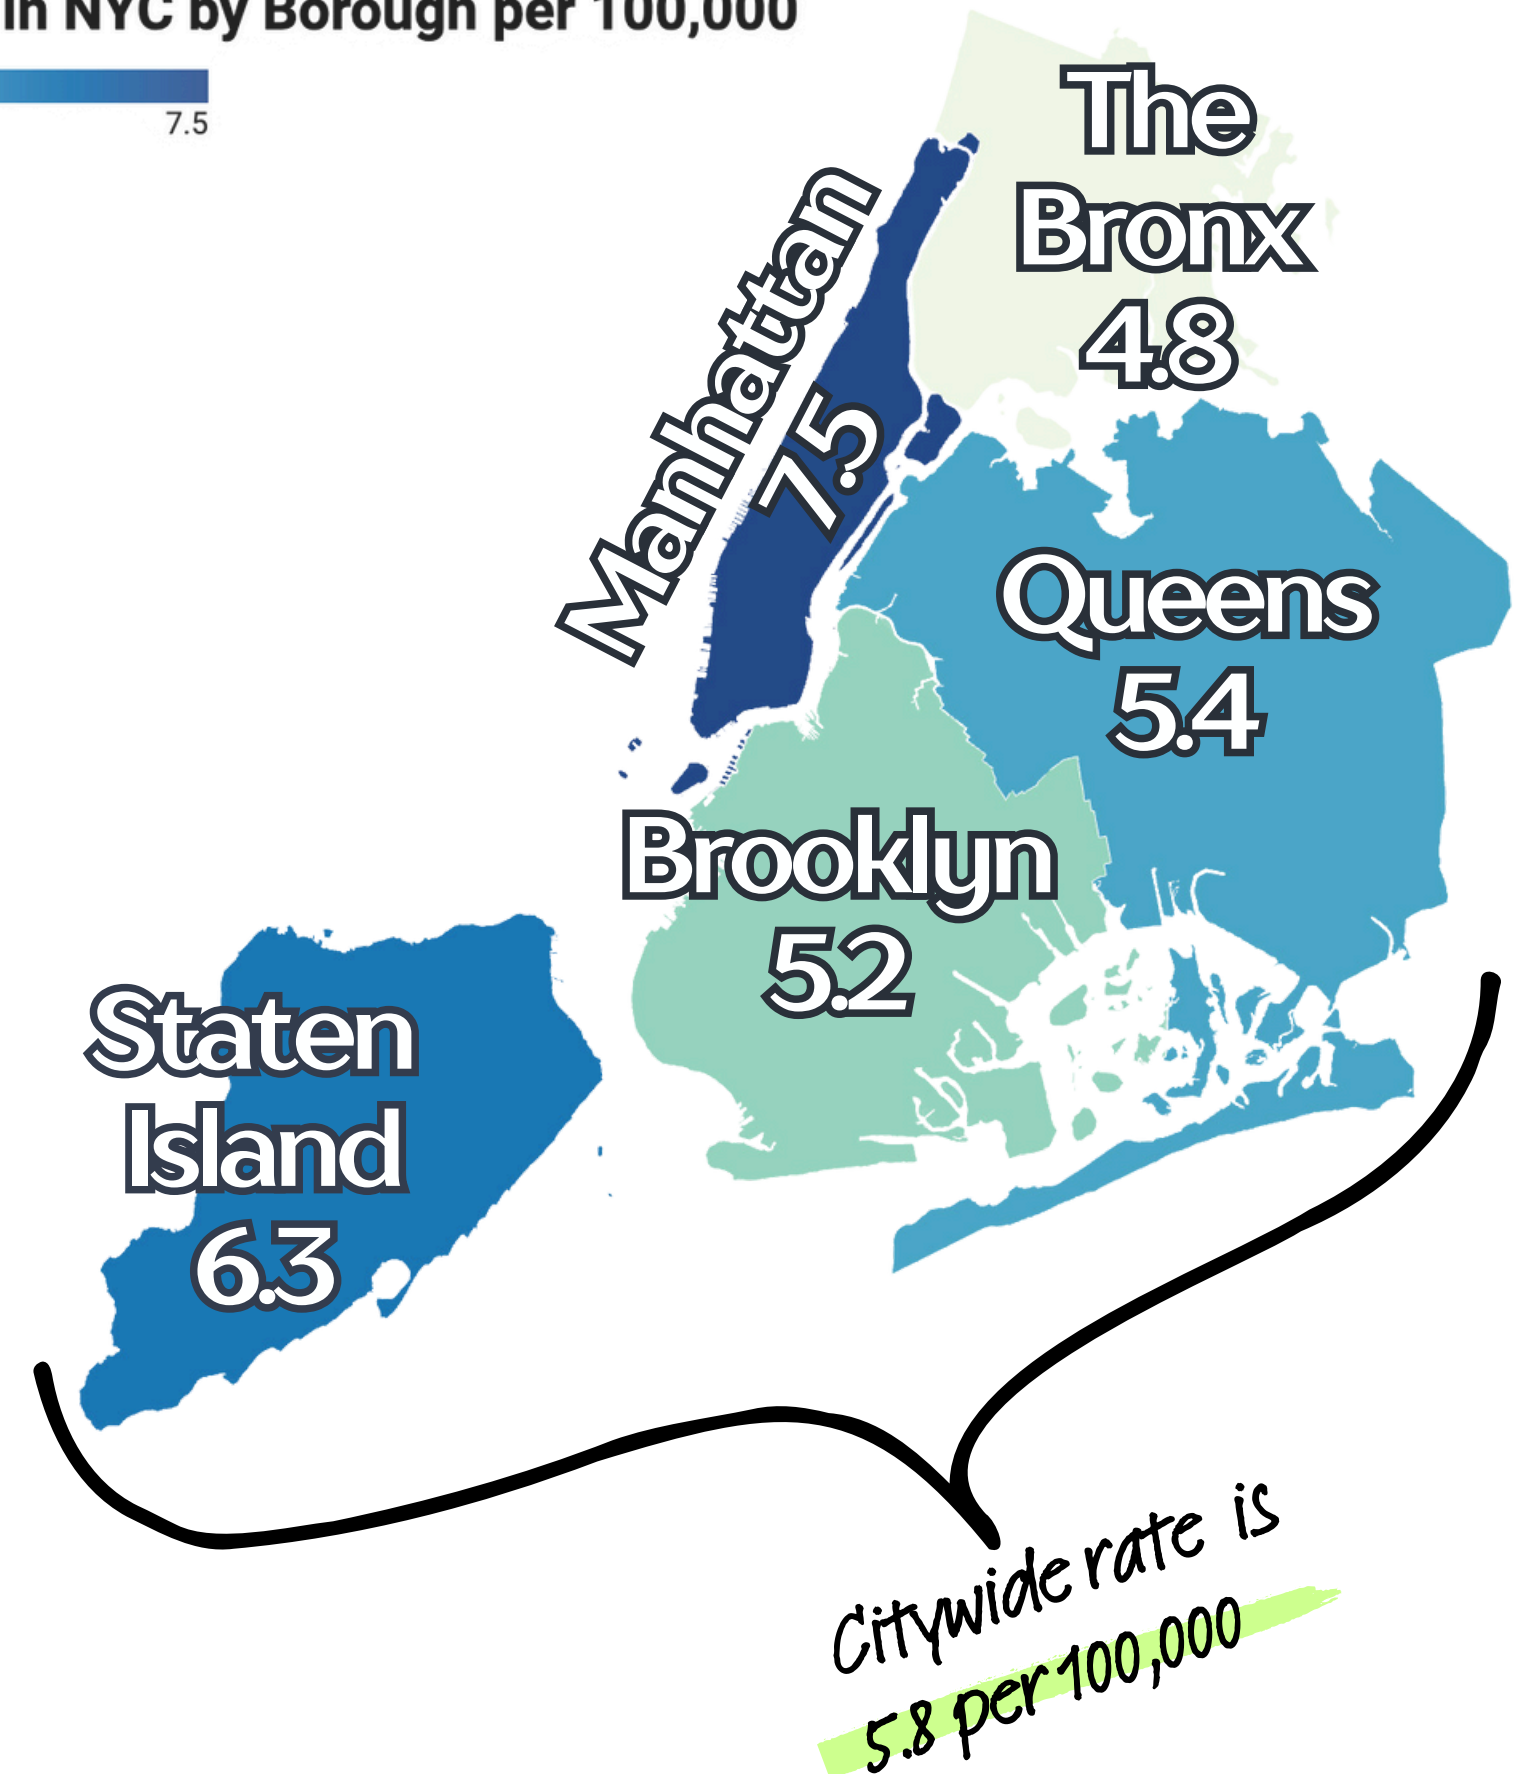 in NYC by Borough per 100,000
7.5
The
Bronx
4.8
Manhattan
7.5
Queens
5.4
Brooklyn
5.2
Staten
Island
6.3
Citywide rate is
5.8 per 100,000